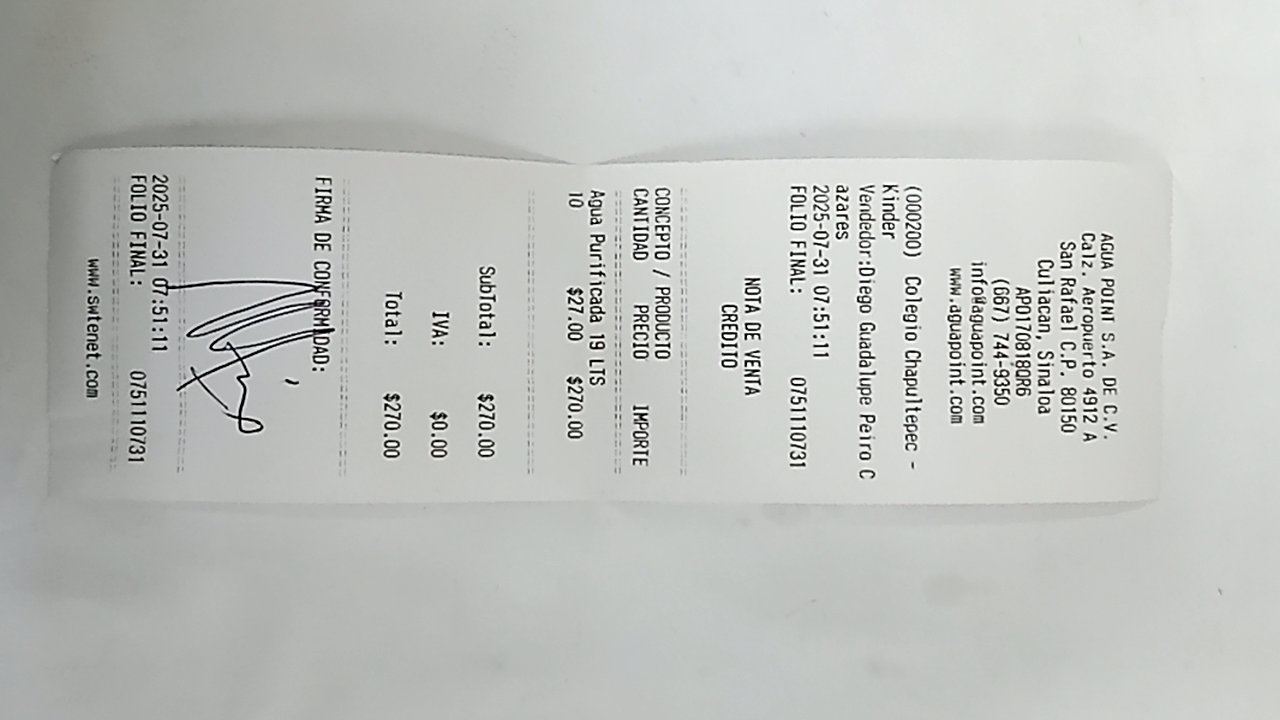 AGUA POINT S.A. DE C.V.
Calz. Aeropuerto 4912 A
San Rafael C.P. 80150
Culiacan, Sinaloa
APO170818QR6
(667) 744-9350
info@aguapoint.com
www.aguapoint.com
(000200) Colegio Chapultepec -
Kinder
Vendedor:Diego Guadalupe Pairo C
azares
2025-07-31 07:51:11
FOLIO FINAL: 0751110731
NOTA DE VENTA
CREDITO
CONCEPTO / PRODUCTO
CANTIDAD PRECIO IMPORTE
Agua Purificada 19 LTS
10 $27.00 $270.00
SubTotal: $270.00
IVA: $0.00
Total: $270.00
FIRMA DE CONFORMIDAD:
2025-07-31 07:51:11
FOLIO FINAL: 0751110731
www.swtenet.com